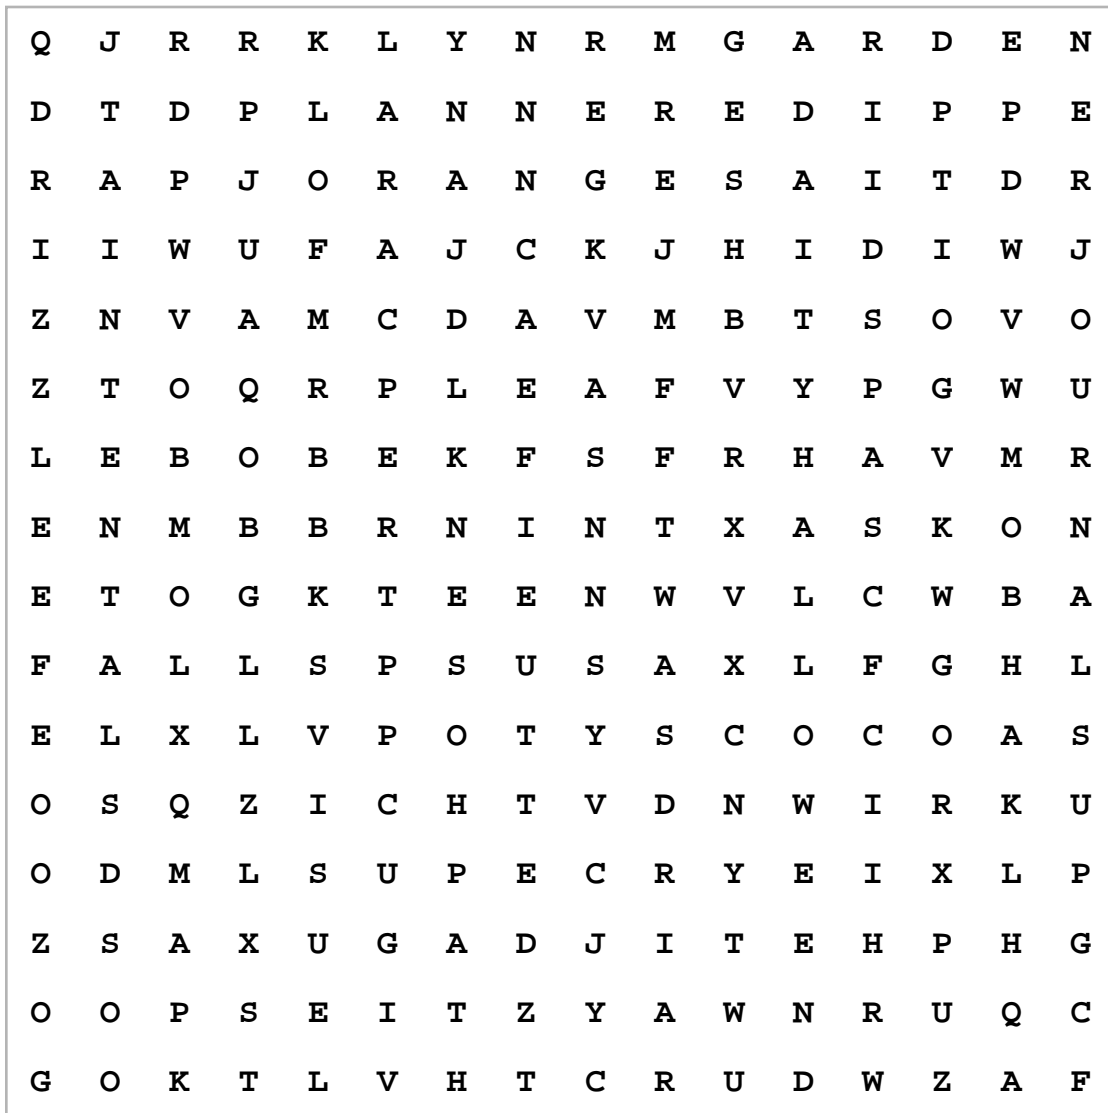 Q J R R K L Y N R M G A R D E N
D T D P L A N N E R E D I P P E
R A P J O R A N G E S A I T D R
I I W U F A J C K J H I D I W J
Z N V A M C D A V M B T S O V O
Z T O Q R P L E A F V Y P G W U
L E B O B E K F S F R H A V M R
E N M B B R N I N T X A S K O N
E T O G K T E E N W V L C W B A
F A L L S P S U S A X L F G H L
E L X L V P O T Y S C O C O A S
O S Q Z I C H T V D N W I R K U
O D M L S U P E C R Y E I X L P
Z S A X U G A D J I T E H P H G
O O P S E I T Z Y A W N R U Q C
G O K T L V H T C R U D W Z A F